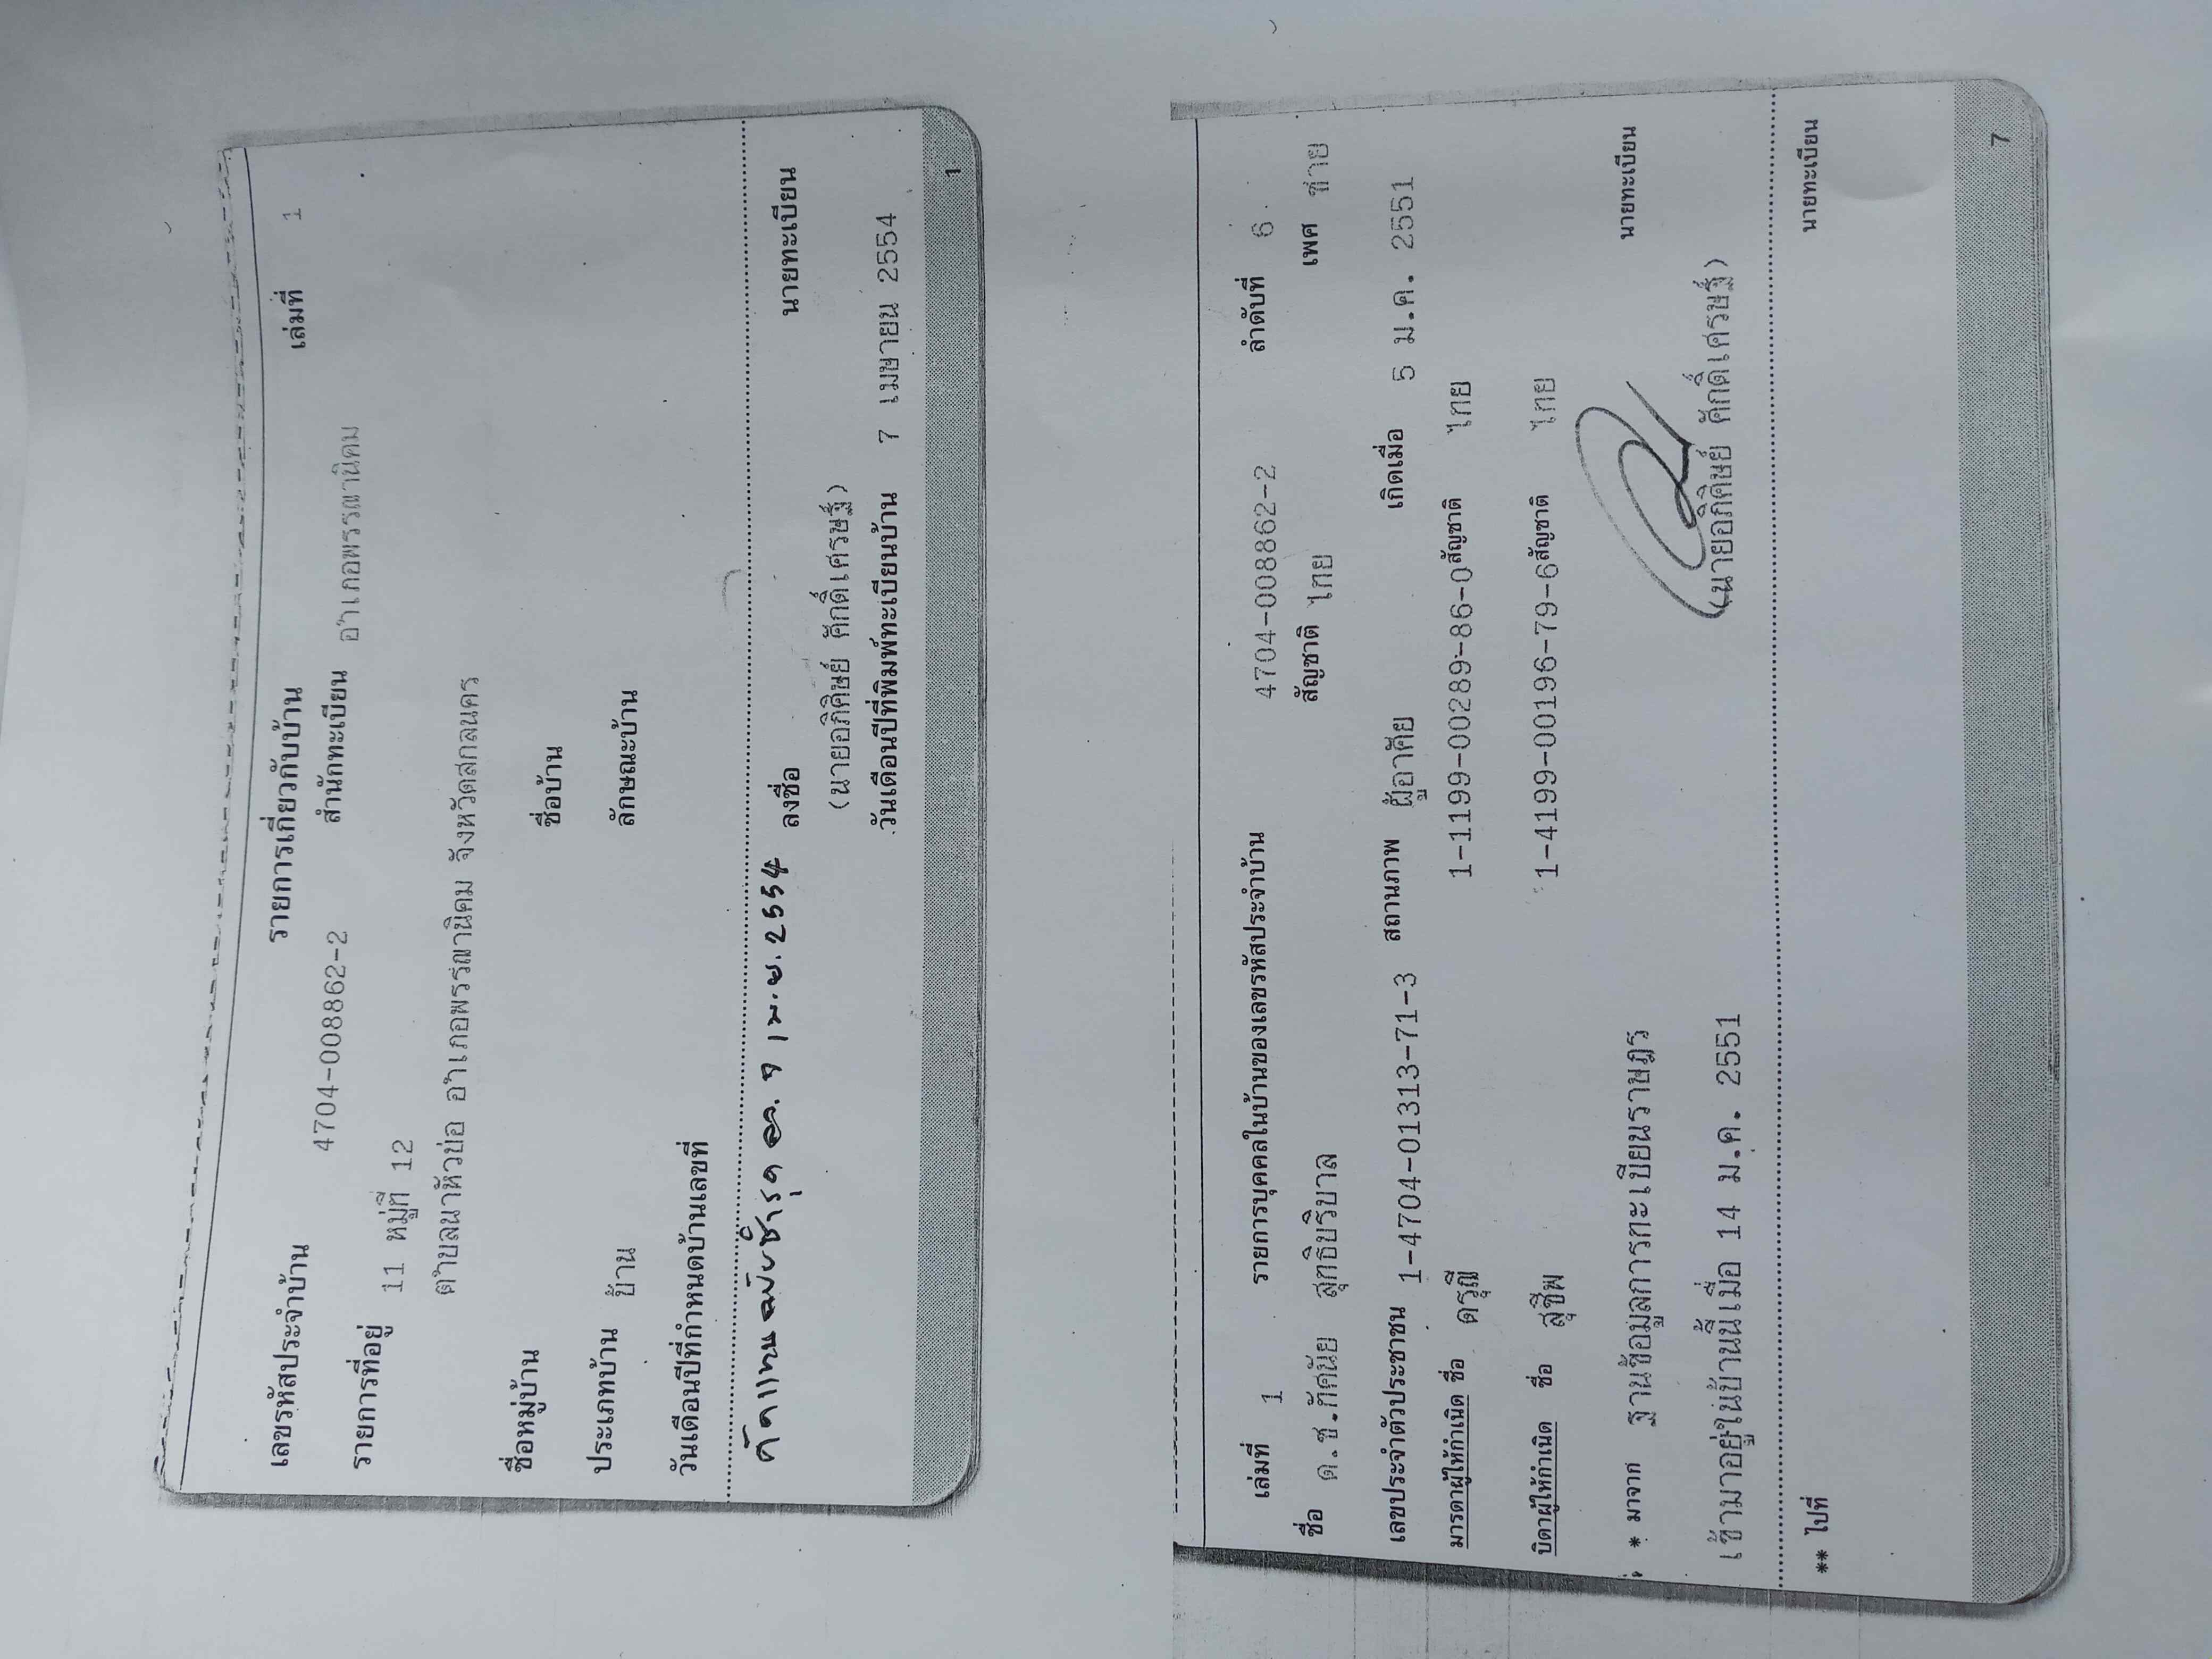 รายการเกี่ยวกับบ้าน เล่มที่ 1
เลขรหัสประจำบ้าน 4704-008862-2 สำนักทะเบียน อำเภอพรรณานิคม
รายการที่อยู่ 11 หมู่ที่ 12
ตำบลนาหัวบ่อ อำเภอพรรณานิคม จังหวัดสกลนคร
ชื่อหมู่บ้าน ชื่อบ้าน
ประเภทบ้าน บ้าน ลักษณะบ้าน
วันเดือนปีที่กำหนดบ้านเลขที่
คัดแทนฉบับชำรุด ลว. 7 เม.ย. 2554 ลงชื่อ นายทะเบียน
(นายอภิศิษย์ ศักดิ์เศรษฐ์)
วันเดือนปีที่พิมพ์ทะเบียนบ้าน 7 เมษายน 2554
1
เล่มที่ 1 รายการบุคคลในบ้านของเลขรหัสประจำบ้าน 4704-008862-2 ลำดับที่ 6
ชื่อ ด.ช.ทัศนัย สุทธิบริบาล สัญชาติ ไทย เพศ ชาย
เลขประจำตัวประชาชน 1-4704-01313-71-3 สถานภาพ ผู้อาศัย เกิดเมื่อ 5 ม.ค. 2551
มารดาผู้ให้กำเนิด ชื่อ ดรุณี 1-1199-00289-86-0 สัญชาติ ไทย
บิดาผู้ให้กำเนิด ชื่อ สุชีพ 1-4199-00196-79-6 สัญชาติ ไทย
* มาจาก ฐานข้อมูลการทะเบียนราษฎร นายทะเบียน
เข้ามาอยู่ในบ้านนี้เมื่อ 14 ม.ค. 2551 (นายอภิศิษย์ ศักดิ์เศรษฐ์)
** ไปที่ นายทะเบียน
7